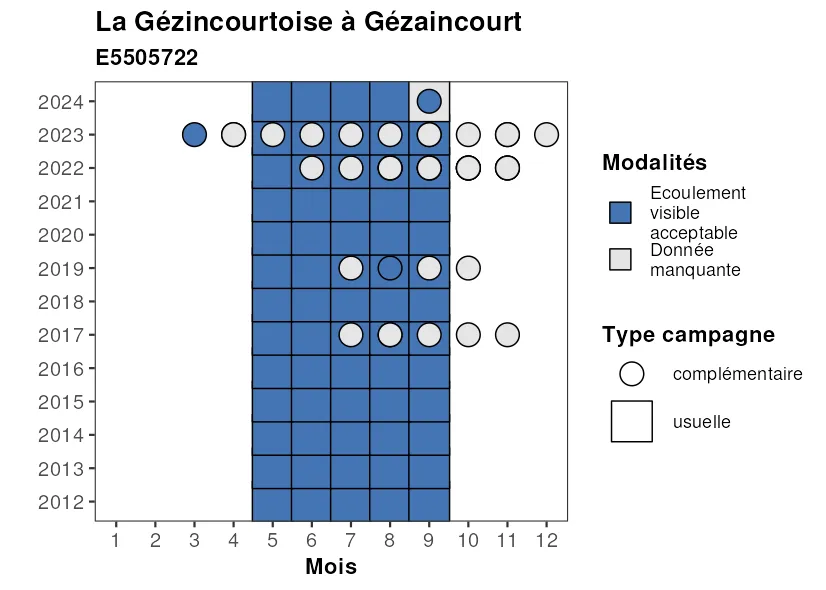 La Gézincourtoise à Gézaincourt
E5505722
2024
2023
2022
2021
2020
2019
2018
2017
2016
2015
2014
2013
2012
1 2 3 4 5 6 7 8 9 10 11 12
Mois
Modalités
Ecoulement
visible
acceptable
Donnée
manquante
Type campagne
complémentaire
usuelle